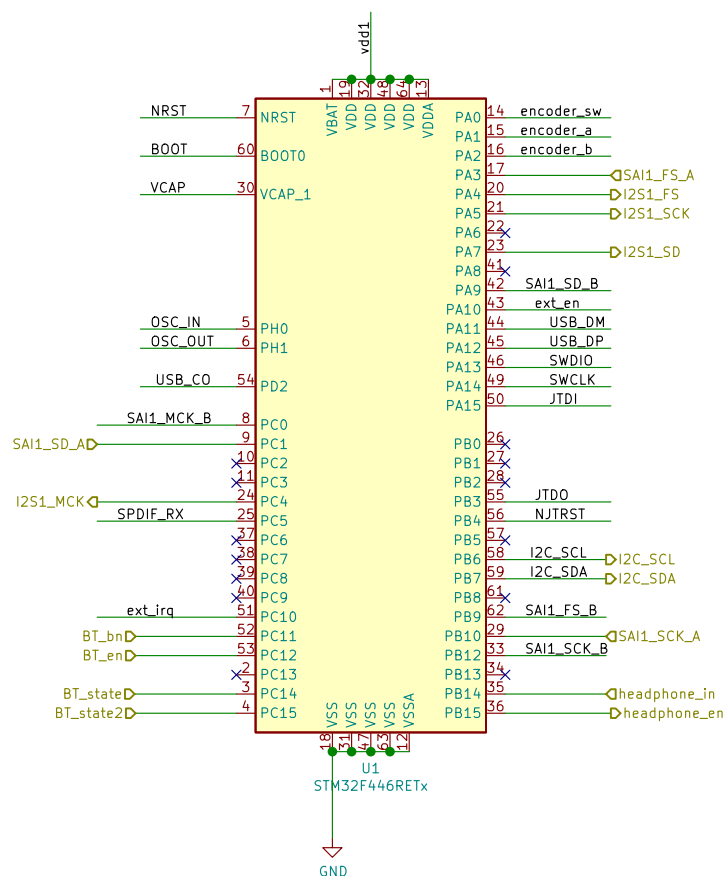 vdd1
1 19 32 48 64 13
VBAT VDD VDD VDD VDD VDDA
NRST 7 NRST
BOOT 60 BOOT0
VCAP 30 VCAP_1
OSC_IN 5 PH0
OSC_OUT 6 PH1
USB_CO 54 PD2
SAI1_MCK_B 8 PC0
SAI1_SD_A 9 PC1
10 PC2
11 PC3
I2S1_MCK 24 PC4
SPDIF_RX 25 PC5
37 PC6
38 PC7
39 PC8
40 PC9
ext_irq 51 PC10
BT_bn 52 PC11
BT_en 53 PC12
2 PC13
BT_state 3 PC14
BT_state2 4 PC15
PA0 14 encoder_sw
PA1 15 encoder_a
PA2 16 encoder_b
PA3 17 SAI1_FS_A
PA4 20 I2S1_FS
PA5 21 I2S1_SCK
PA6 22
PA7 23 I2S1_SD
PA8 41
PA9 42 SAI1_SD_B
PA10 43 ext_en
PA11 44 USB_DM
PA12 45 USB_DP
PA13 46 SWDIO
PA14 49 SWCLK
PA15 50 JTDI
PB0 26
PB1 27
PB2 28
PB3 55 JTDO
PB4 56 NJTRST
PB5 57
PB6 58 I2C_SCL I2C_SCL
PB7 59 I2C_SDA I2C_SDA
PB8 61
PB9 62 SAI1_FS_B
PB10 29 SAI1_SCK_A
PB12 33 SAI1_SCK_B
PB13 34
PB14 35 headphone_in
PB15 36 headphone_en
VSS VSS VSS VSS VSSA
18 31 47 63 12
U1
STM32F446RETx
GND